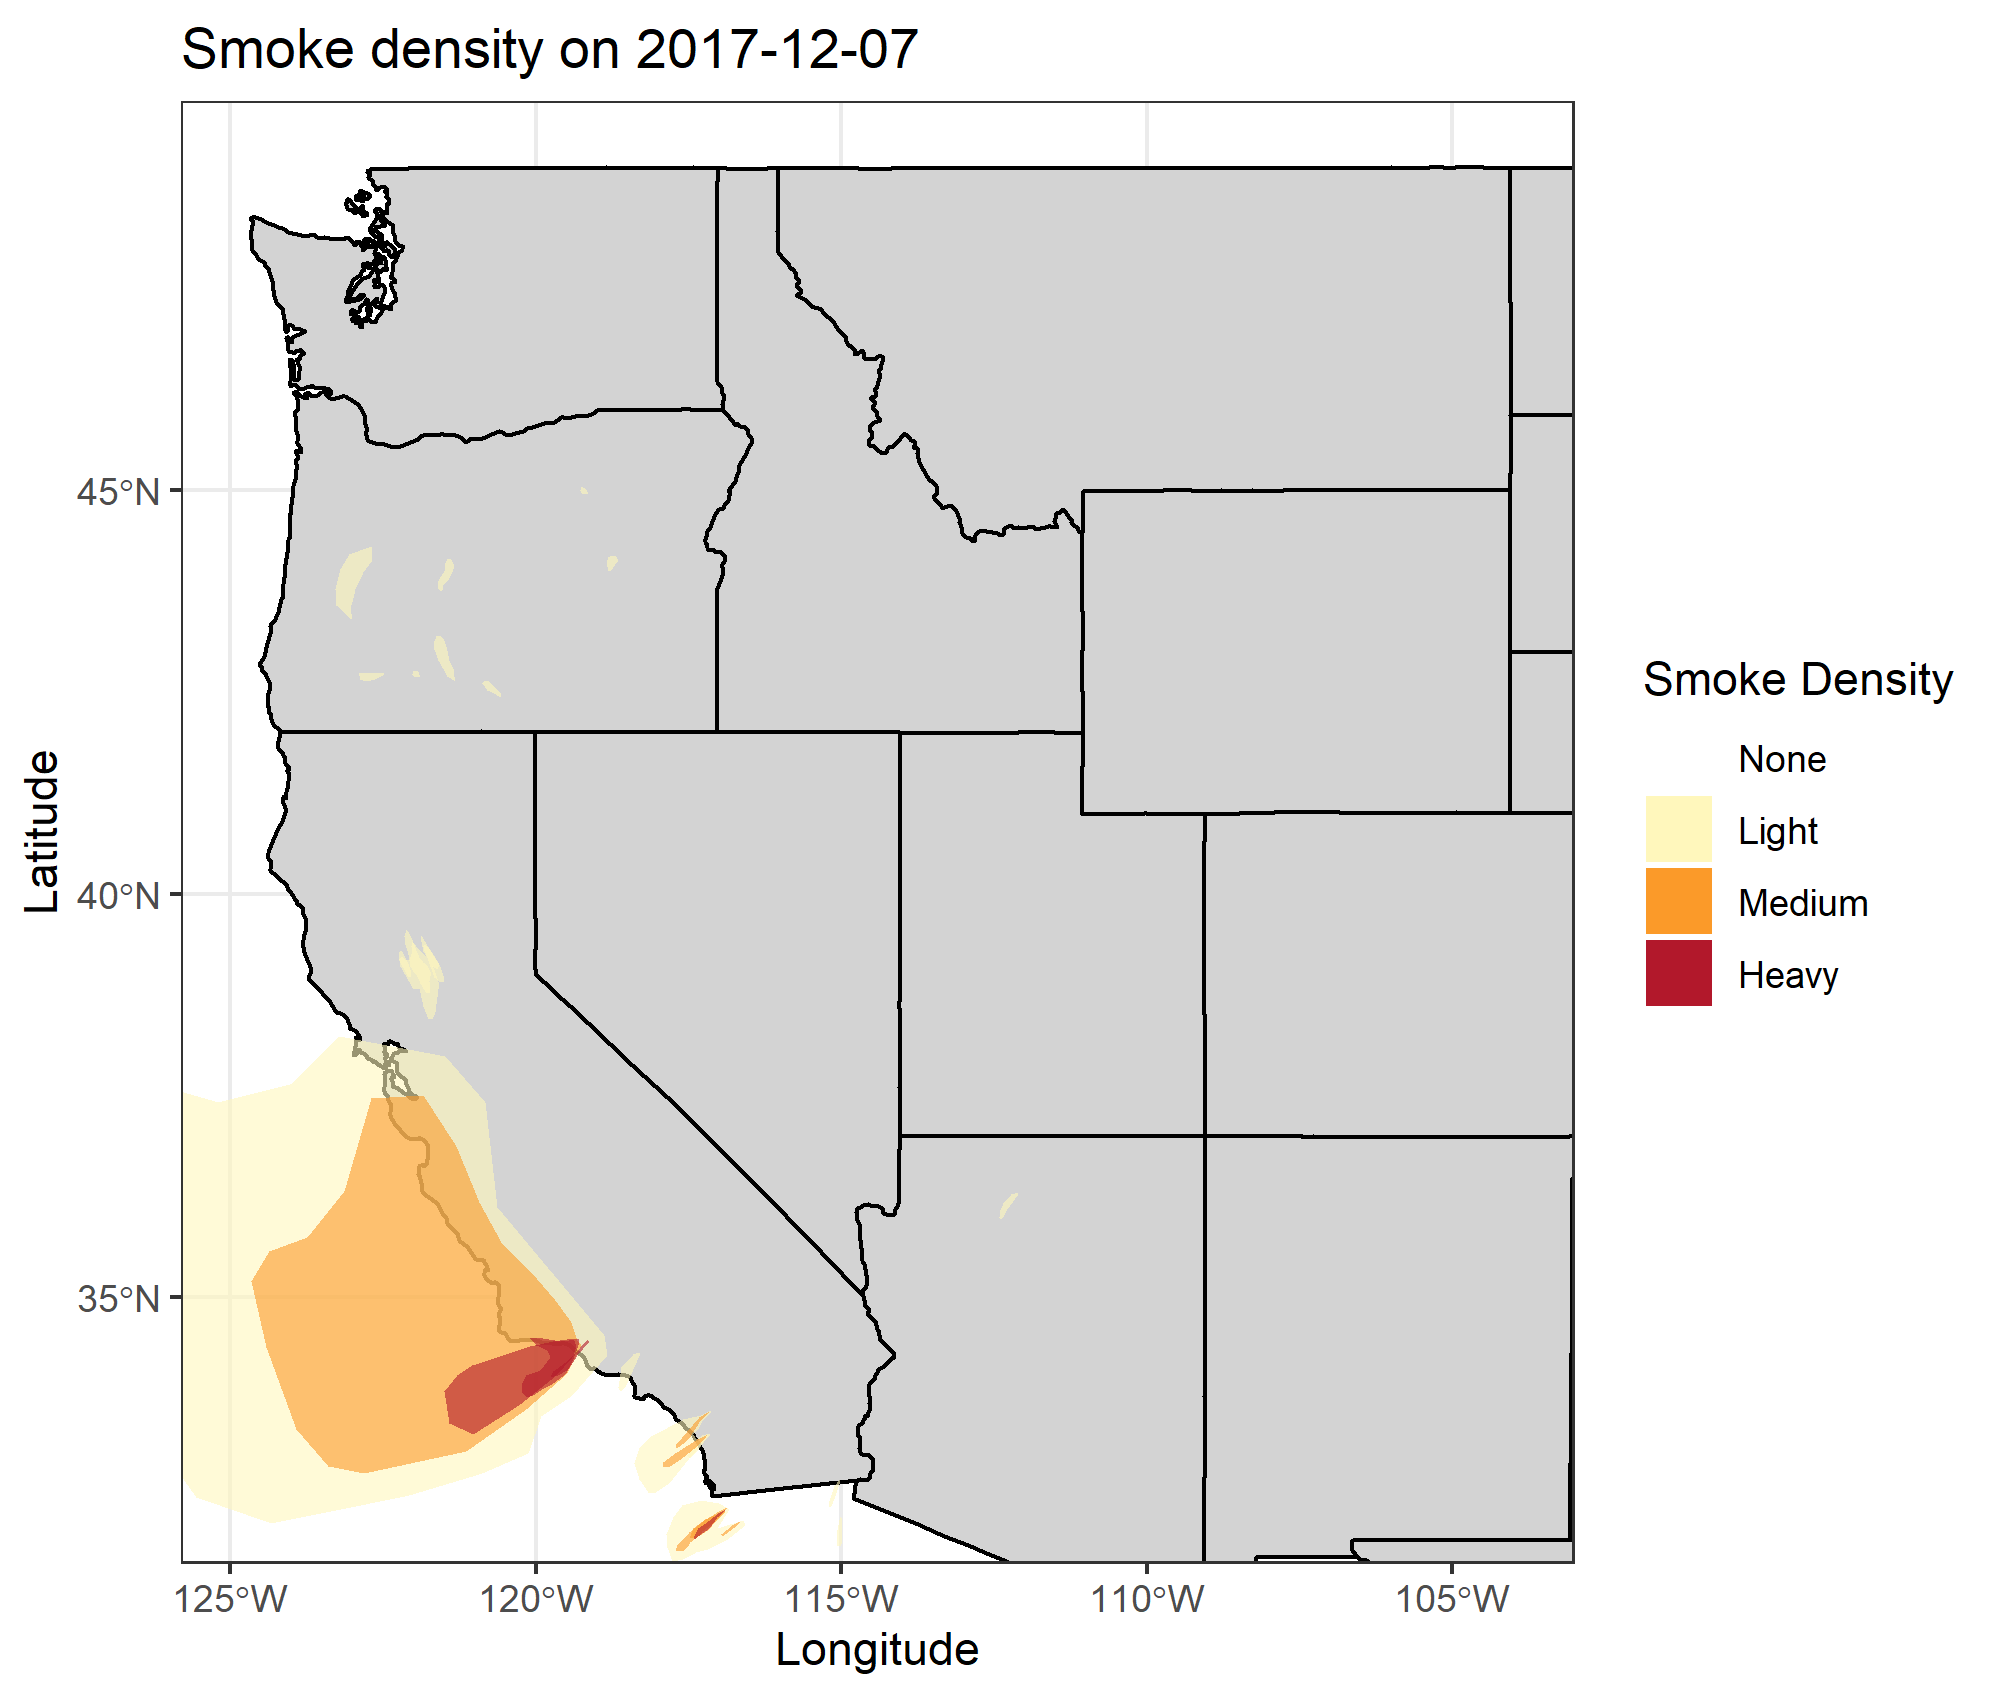 Smoke density on 2017-12-07
45°N
40°N
35°N
125°W
120°W
115°W
110°W
105°W
Longitude
Latitude
Smoke Density
None
Light
Medium
Heavy